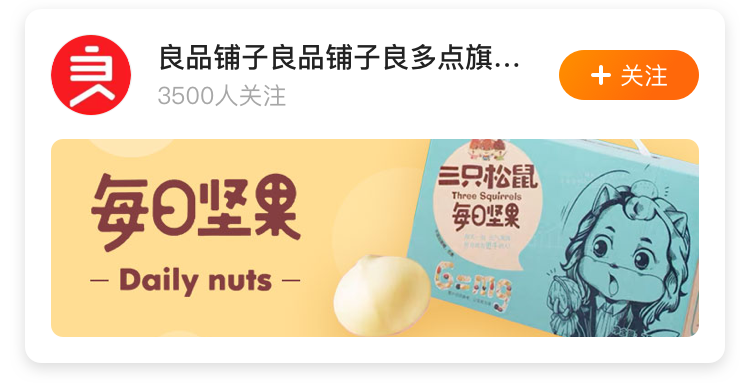 良品铺子良品铺子良多点旗...
3500人关注
+ 关注
每日坚果
Daily nuts
三只松鼠
Three Squirrels
每日坚果